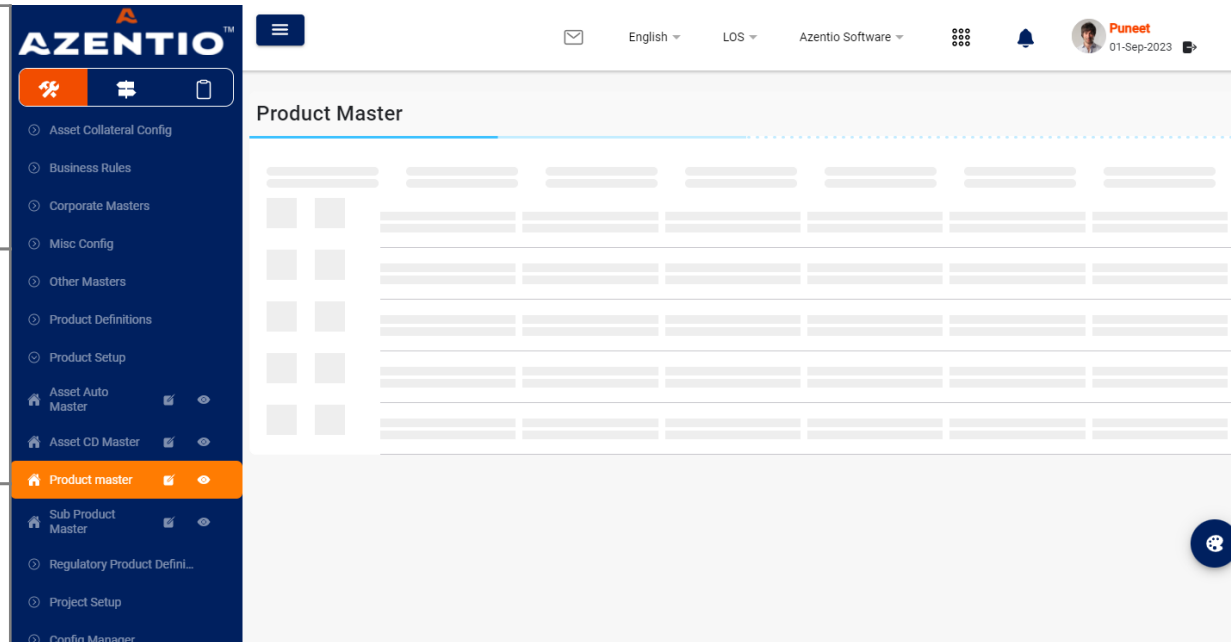 AZENTIO™
English
LOS
Azentio Software
Puneet
01-Sep-2023
Product Master
Asset Collateral Config
Business Rules
Corporate Masters
Misc Config
Other Masters
Product Definitions
Product Setup
Asset Auto
Master
Asset CD Master
Product master
Sub Product
Master
Regulatory Product Defini...
Project Setup
Config Manager